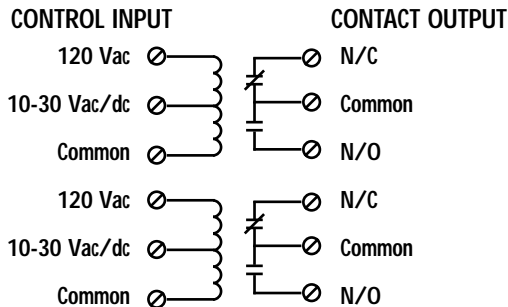 CONTROL INPUT CONTACT OUTPUT
120 Vac N/C
10-30 Vac/dc Common
Common N/O
120 Vac N/C
10-30 Vac/dc Common
Common N/O